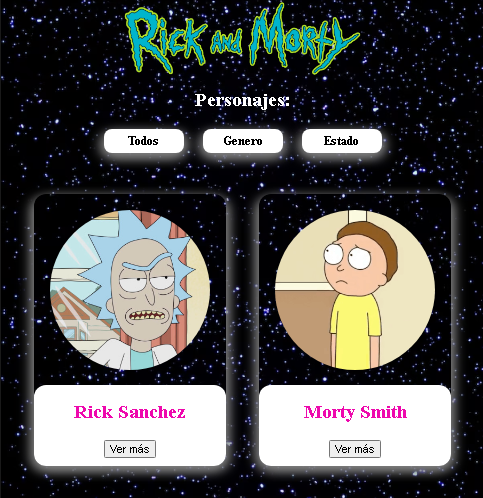 Rick and Morty
Personajes:
Todos Genero Estado
Rick Sanchez Morty Smith
Ver más Ver más